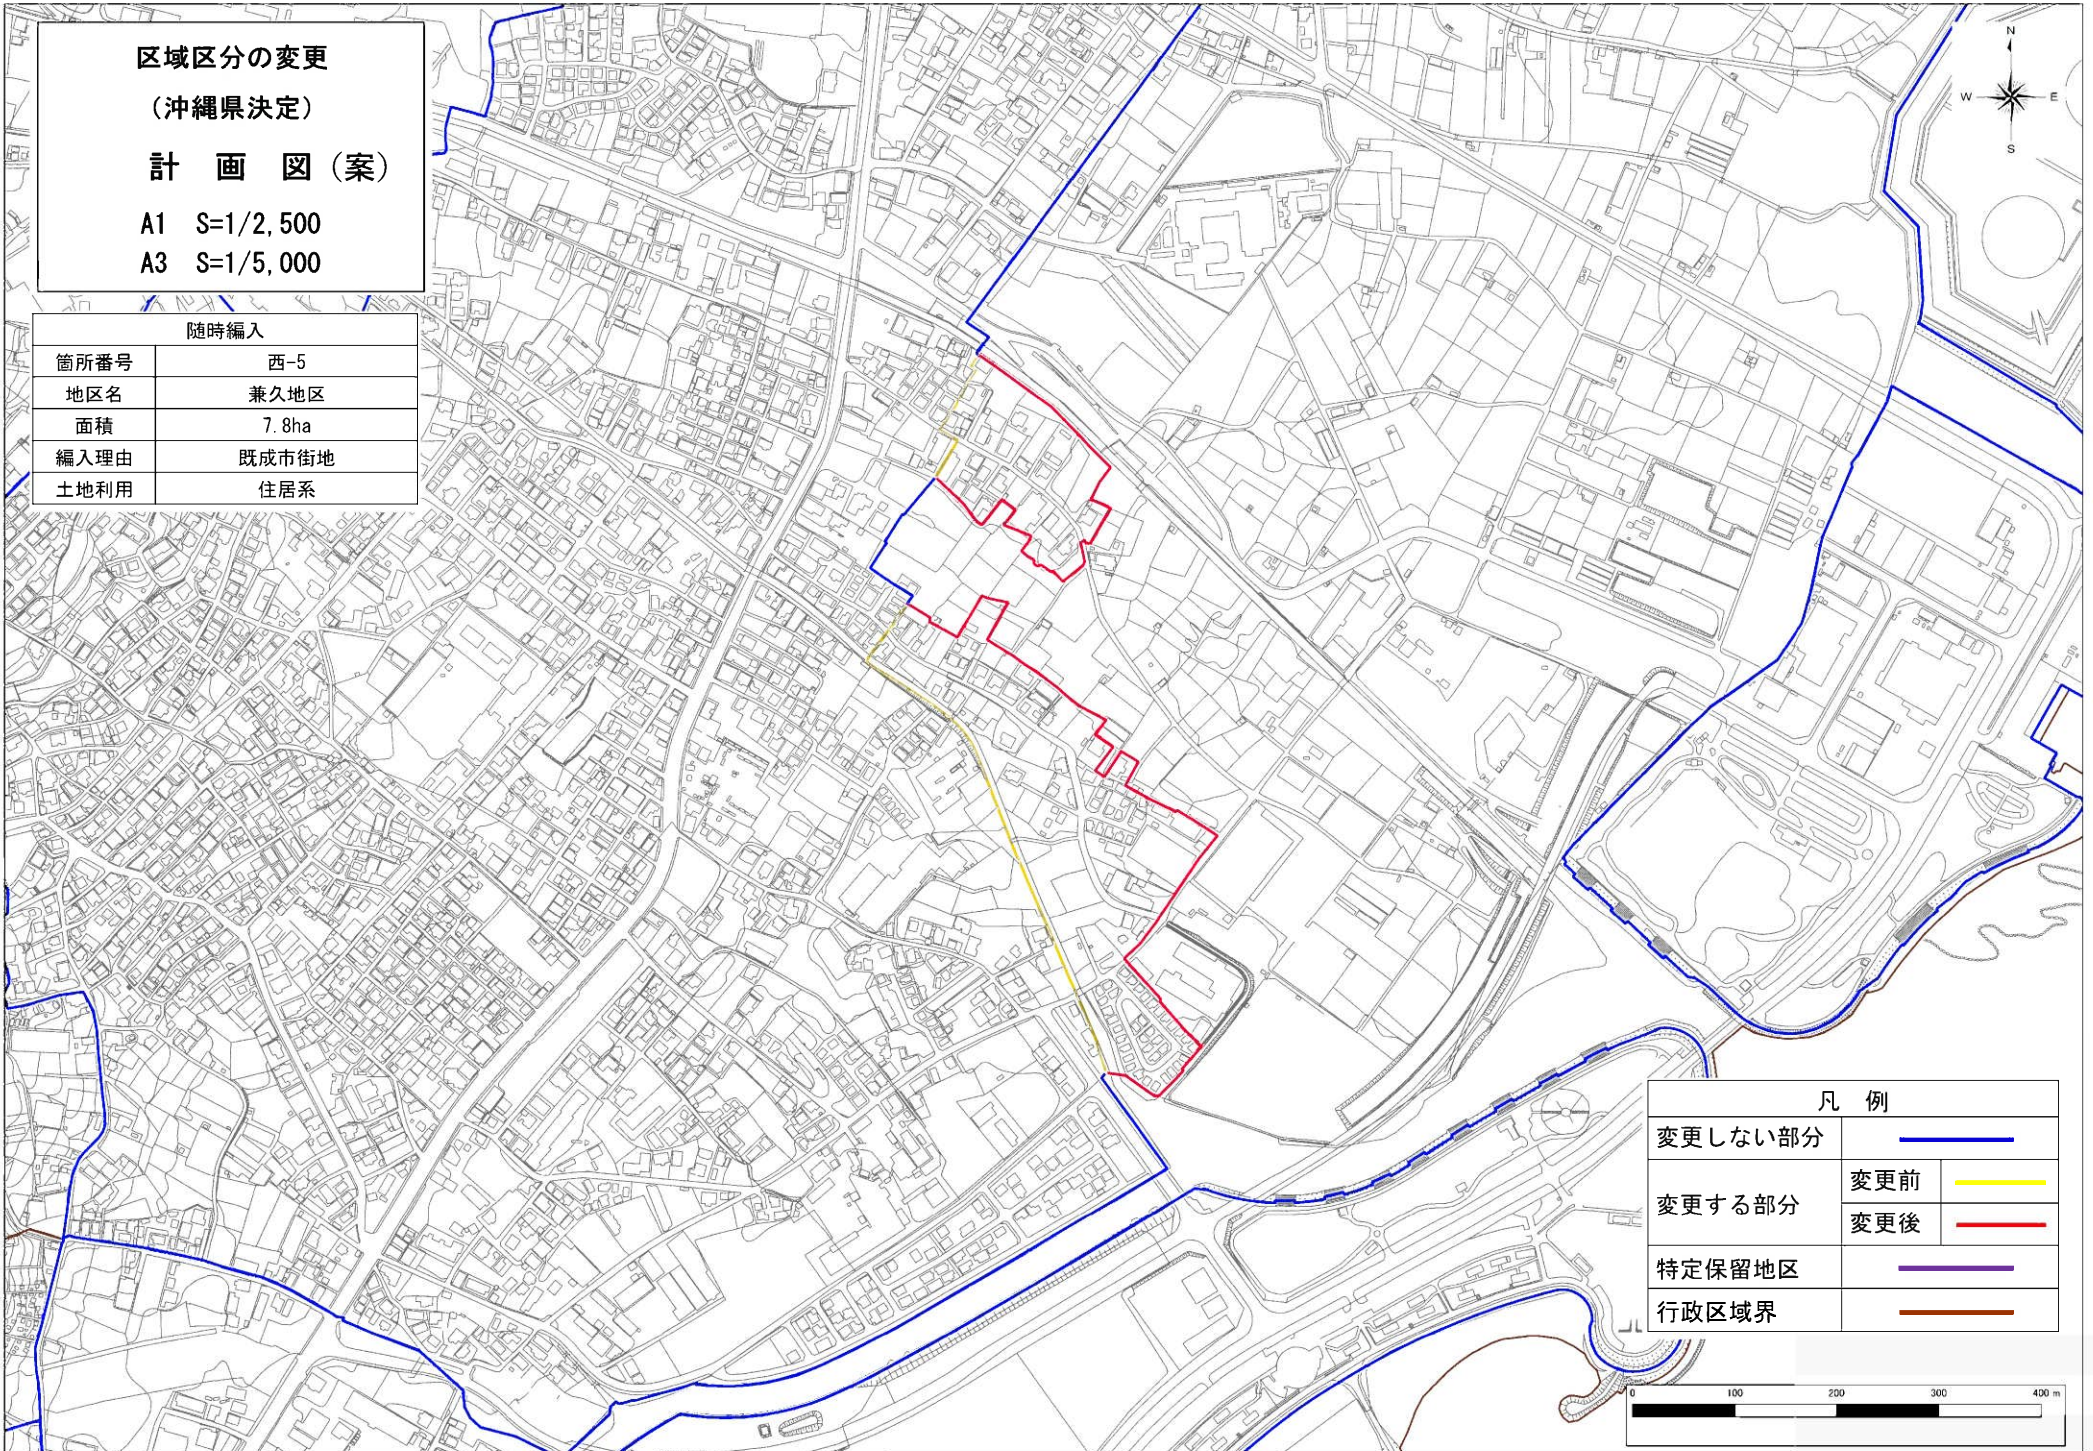 区域区分の変更
(沖縄県決定)
計 画 図(案)
A1 S=1/2,500
A3 S=1/5,000
随時編入
箇所番号 西-5
地区名 兼久地区
面積 7.8ha
編入理由 既成市街地
土地利用 住居系
N
W E
S
凡 例
変更しない部分
変更する部分
変更前
変更後
特定保留地区
行政区域界
0 100 200 300 400 m